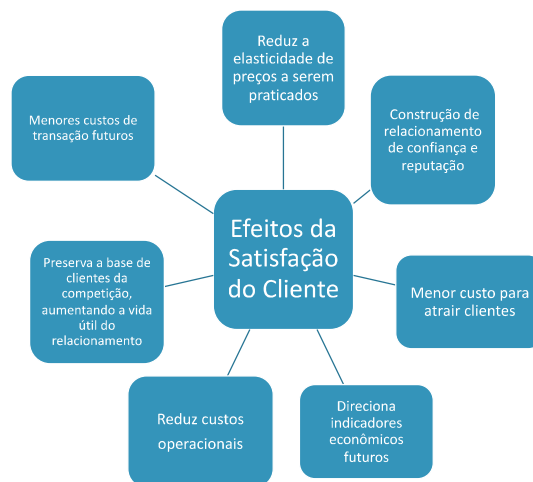 Reduz a
elasticidade de
preços a serem
praticados
Construção de
relacionamento
de confiança e
reputação
Menor custo para
atrair clientes
Direciona
indicadores
econômicos
futuros
Reduz custos
operacionais
Preserva a base de
clientes da
competição,
aumentando a vida
útil do
relacionamento
Menores custos de
transação futuros
Efeitos da
Satisfação
do Cliente